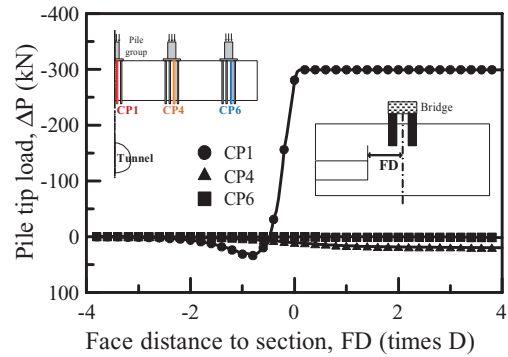 -400
-300
-200
-100
0
100
Pile tip load, ΔP (kN)
Pile
group
CP1
CP4
CP6
Tunnel
CP1
CP4
CP6
Bridge
FD
-4
-2
0
2
4
Face distance to section, FD (times D)